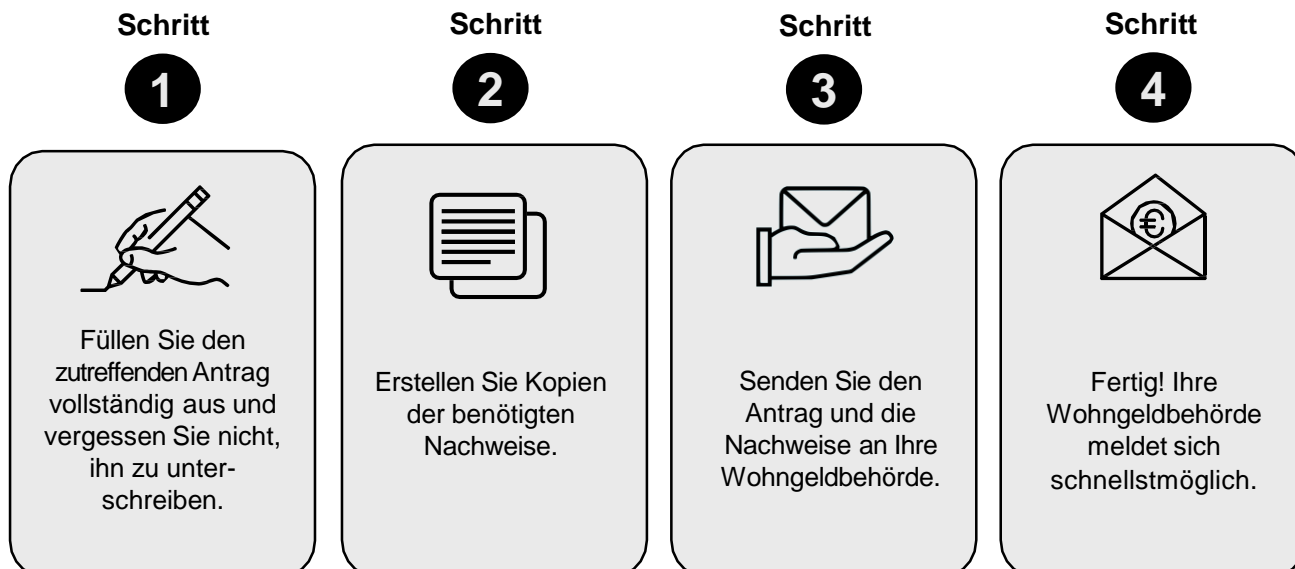 Schritt
1
Füllen Sie den
zutreffenden Antrag
vollständig aus und
vergessen Sie nicht,
ihn zu unter-
schreiben.
Schritt
2
Erstellen Sie Kopien
der benötigten
Nachweise.
Schritt
3
Senden Sie den
Antrag und die
Nachweise an Ihre
Wohngeldbehörde.
Schritt
4
€
Fertig! Ihre
Wohngeldbehörde
meldet sich
schnellstmöglich.